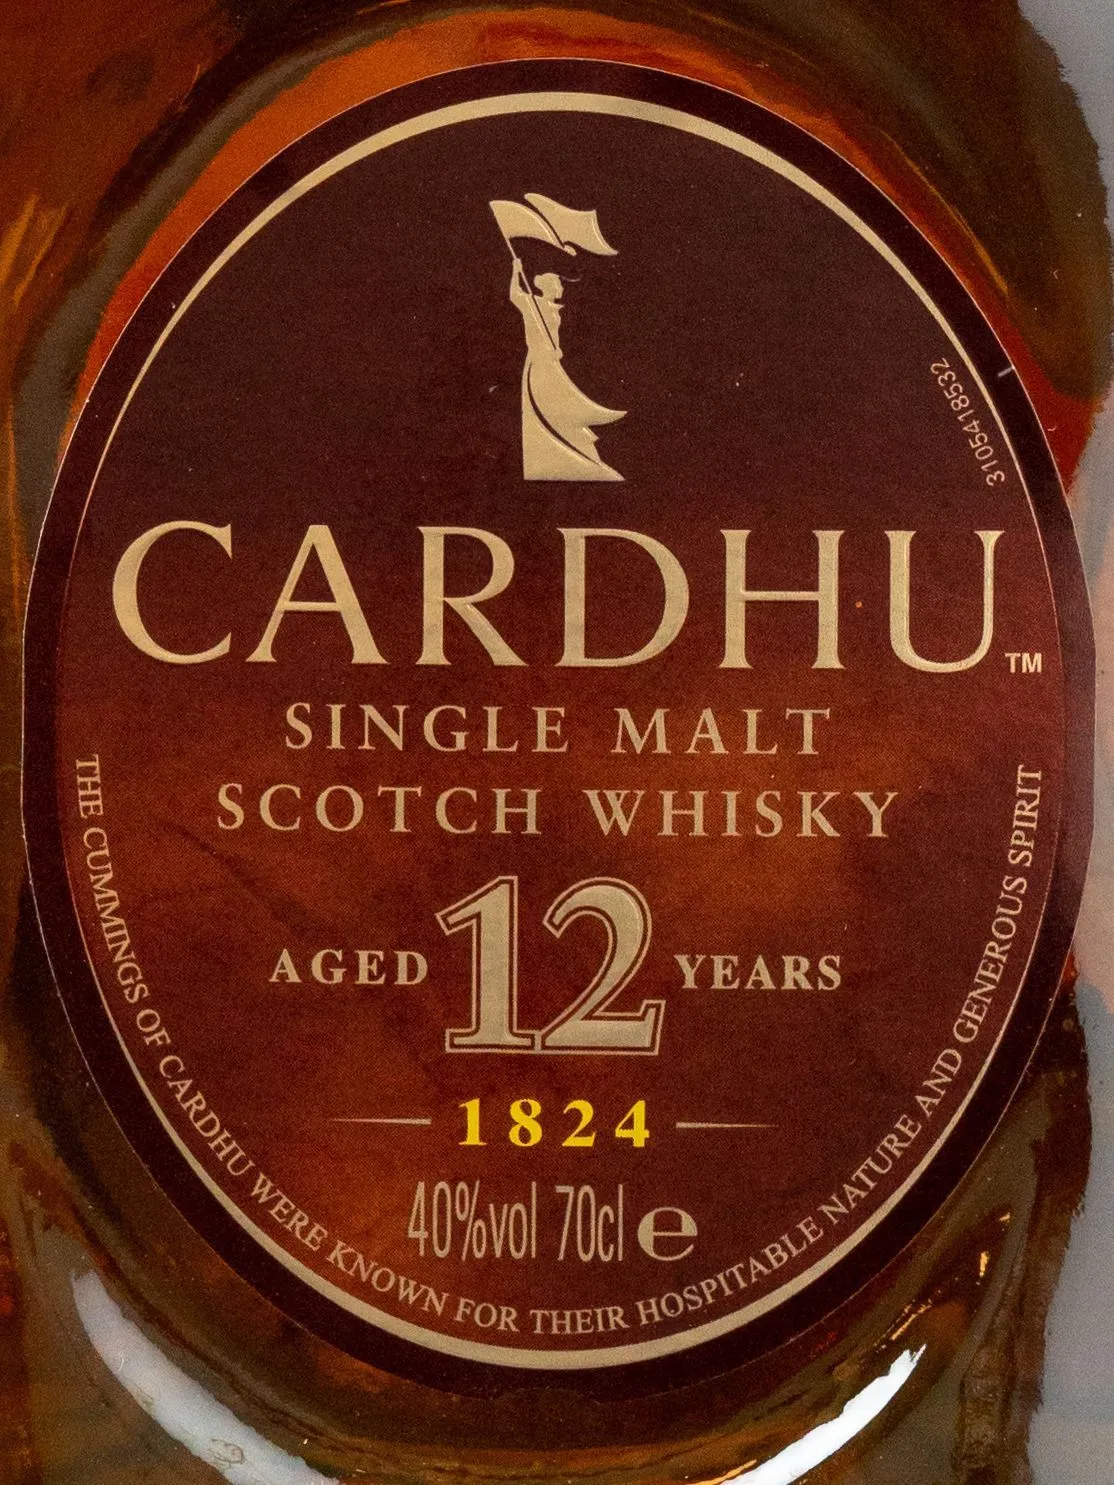 3105418532
CARDHU™
SINGLE MALT
SCOTCH WHISKY
AGED 12 YEARS
1824
40%vol 70cl ℮
THE CUMMINGS OF CARDHU WERE KNOWN FOR THEIR HOSPITABLE NATURE AND GENEROUS SPIRIT